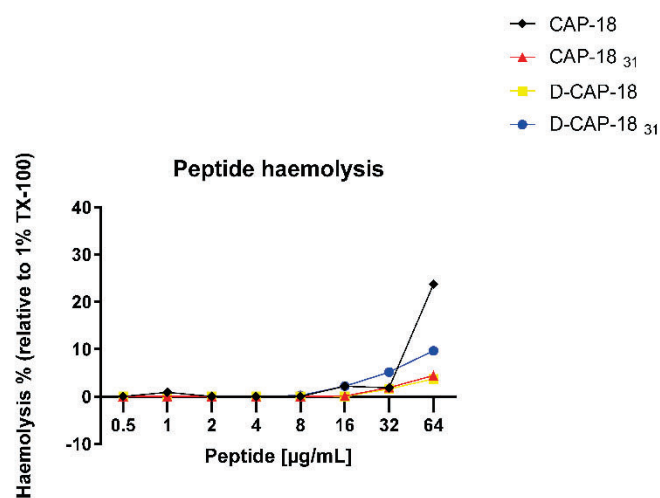 CAP-18
CAP-18 31
D-CAP-18
D-CAP-18 31
Peptide haemolysis
Haemolysis % (relative to 1% TX-100)
40
30
20
10
0
-10
0.5 1 2 4 8 16 32 64
Peptide [µg/mL]